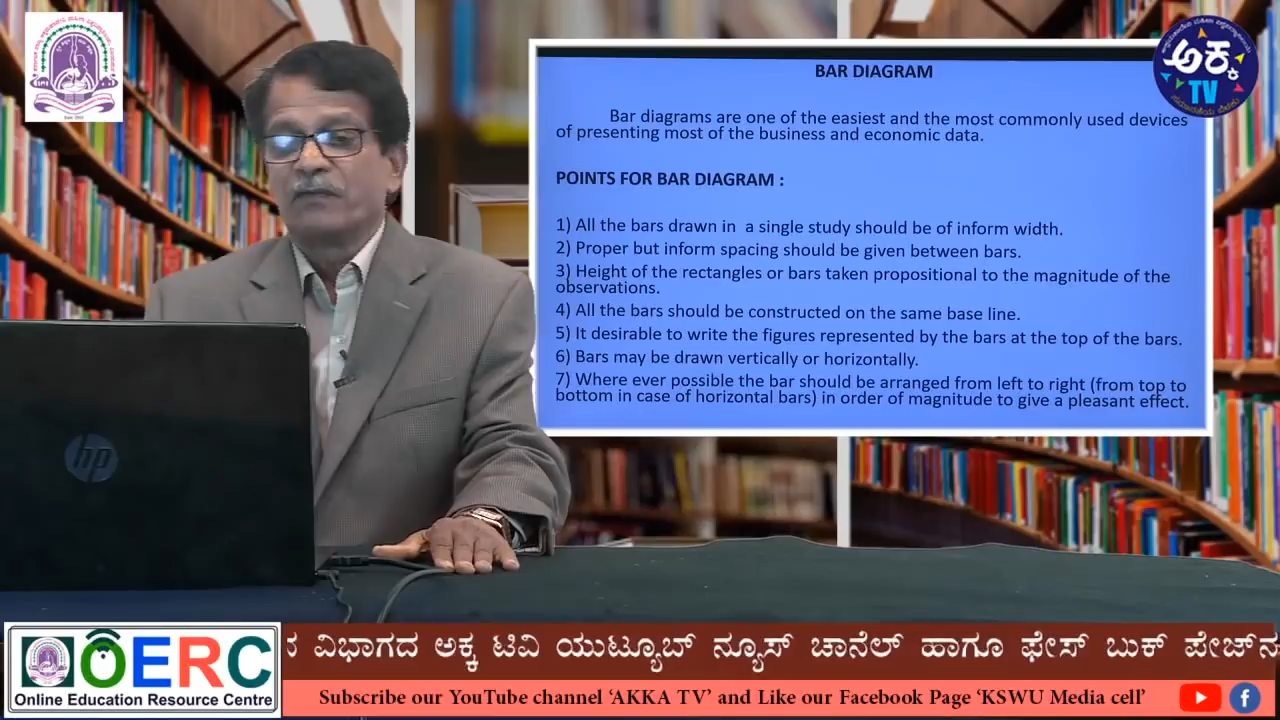 ಅಕ್ಕ
TV
BAR DIAGRAM
Bar diagrams are one of the easiest and the most commonly used devices
of presenting most of the business and economic data.
POINTS FOR BAR DIAGRAM :
1) All the bars drawn in a single study should be of inform width.
2) Proper but inform spacing should be given between bars.
3) Height of the rectangles or bars taken propositional to the magnitude of the
observations.
4) All the bars should be constructed on the same base line.
5) It desirable to write the figures represented by the bars at the top of the bars.
6) Bars may be drawn vertically or horizontally.
7) Where ever possible the bar should be arranged from left to right (from top to
bottom in case of horizontal bars) in order of magnitude to give a pleasant effect.
hp
OERC
Online Education Resource Centre
ವಿಭಾಗದ ಅಕ್ಕ ಟಿವಿ ಯುಟ್ಯೂಬ್ ನ್ಯೂಸ್ ಚಾನೆಲ್ ಹಾಗೂ ಫೇಸ್ ಬುಕ್ ಪೇಜ್‌ನ
Subscribe our YouTube channel ‘AKKA TV’ and Like our Facebook Page ‘KSWU Media cell’